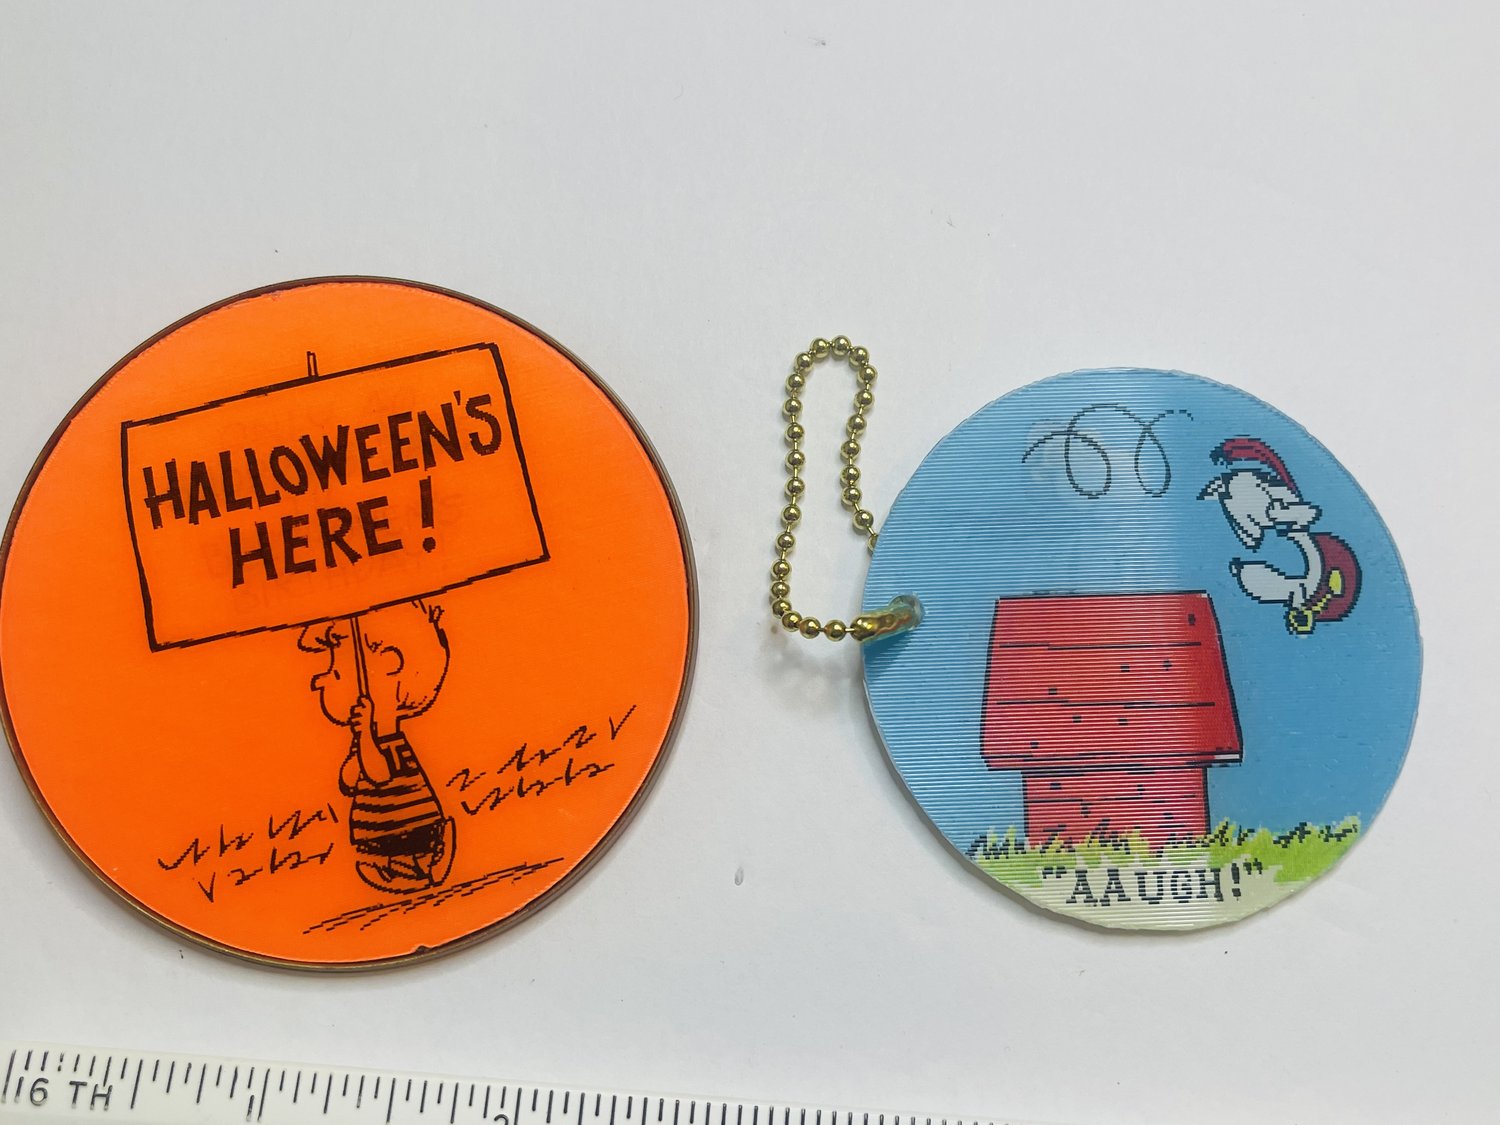 HALLOWEEN'S
HERE!
"AAUGH!"
16 TH